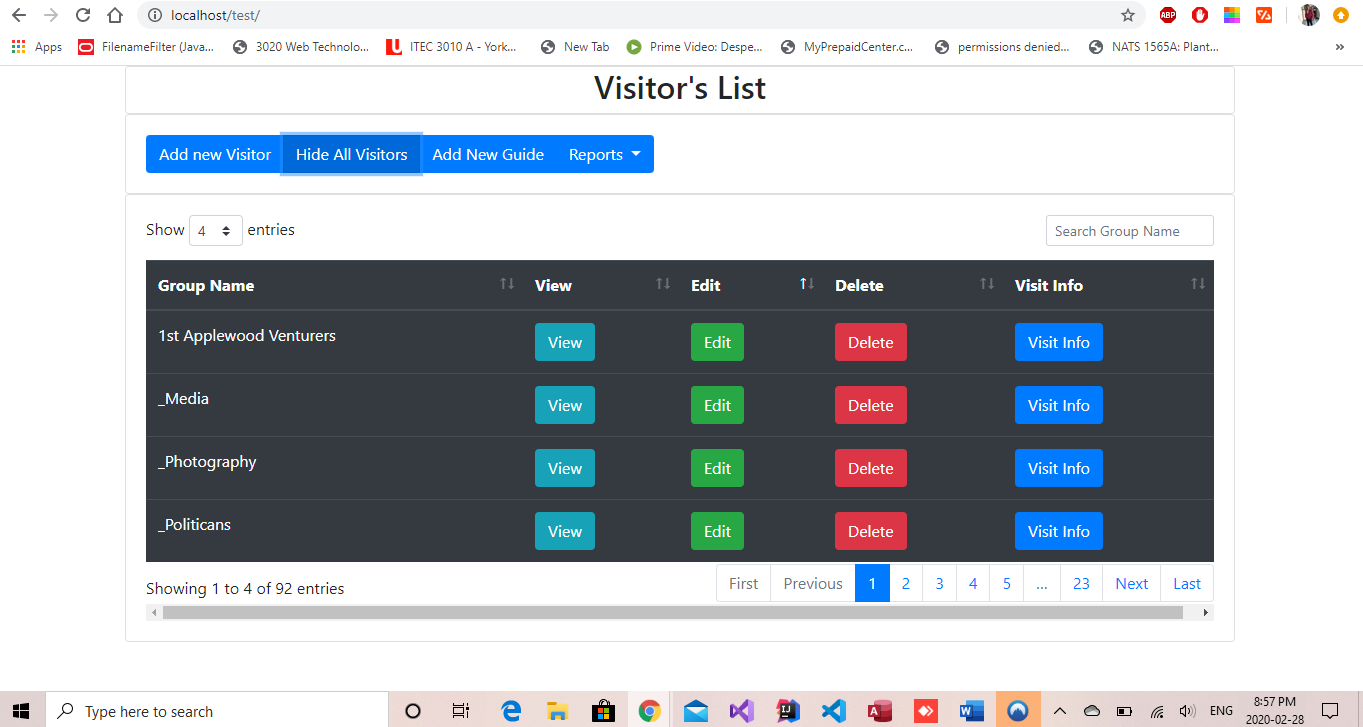 localhost/test/
ABP
Apps FilenameFilter (Java... 3020 Web Technolo... ITEC 3010 A - York... New Tab Prime Video: Despe... MyPrepaidCenter.c... permissions denied... NATS 1565A: Plant... »
Visitor's List
Add new Visitor Hide All Visitors Add New Guide Reports
Show 4 entries Search Group Name
Group Name View Edit Delete Visit Info
1st Applewood Venturers View Edit Delete Visit Info
_Media View Edit Delete Visit Info
_Photography View Edit Delete Visit Info
_Politicans View Edit Delete Visit Info
Showing 1 to 4 of 92 entries First Previous 1 2 3 4 5 ... 23 Next Last
Type here to search ENG 8:57 PM
2020-02-28